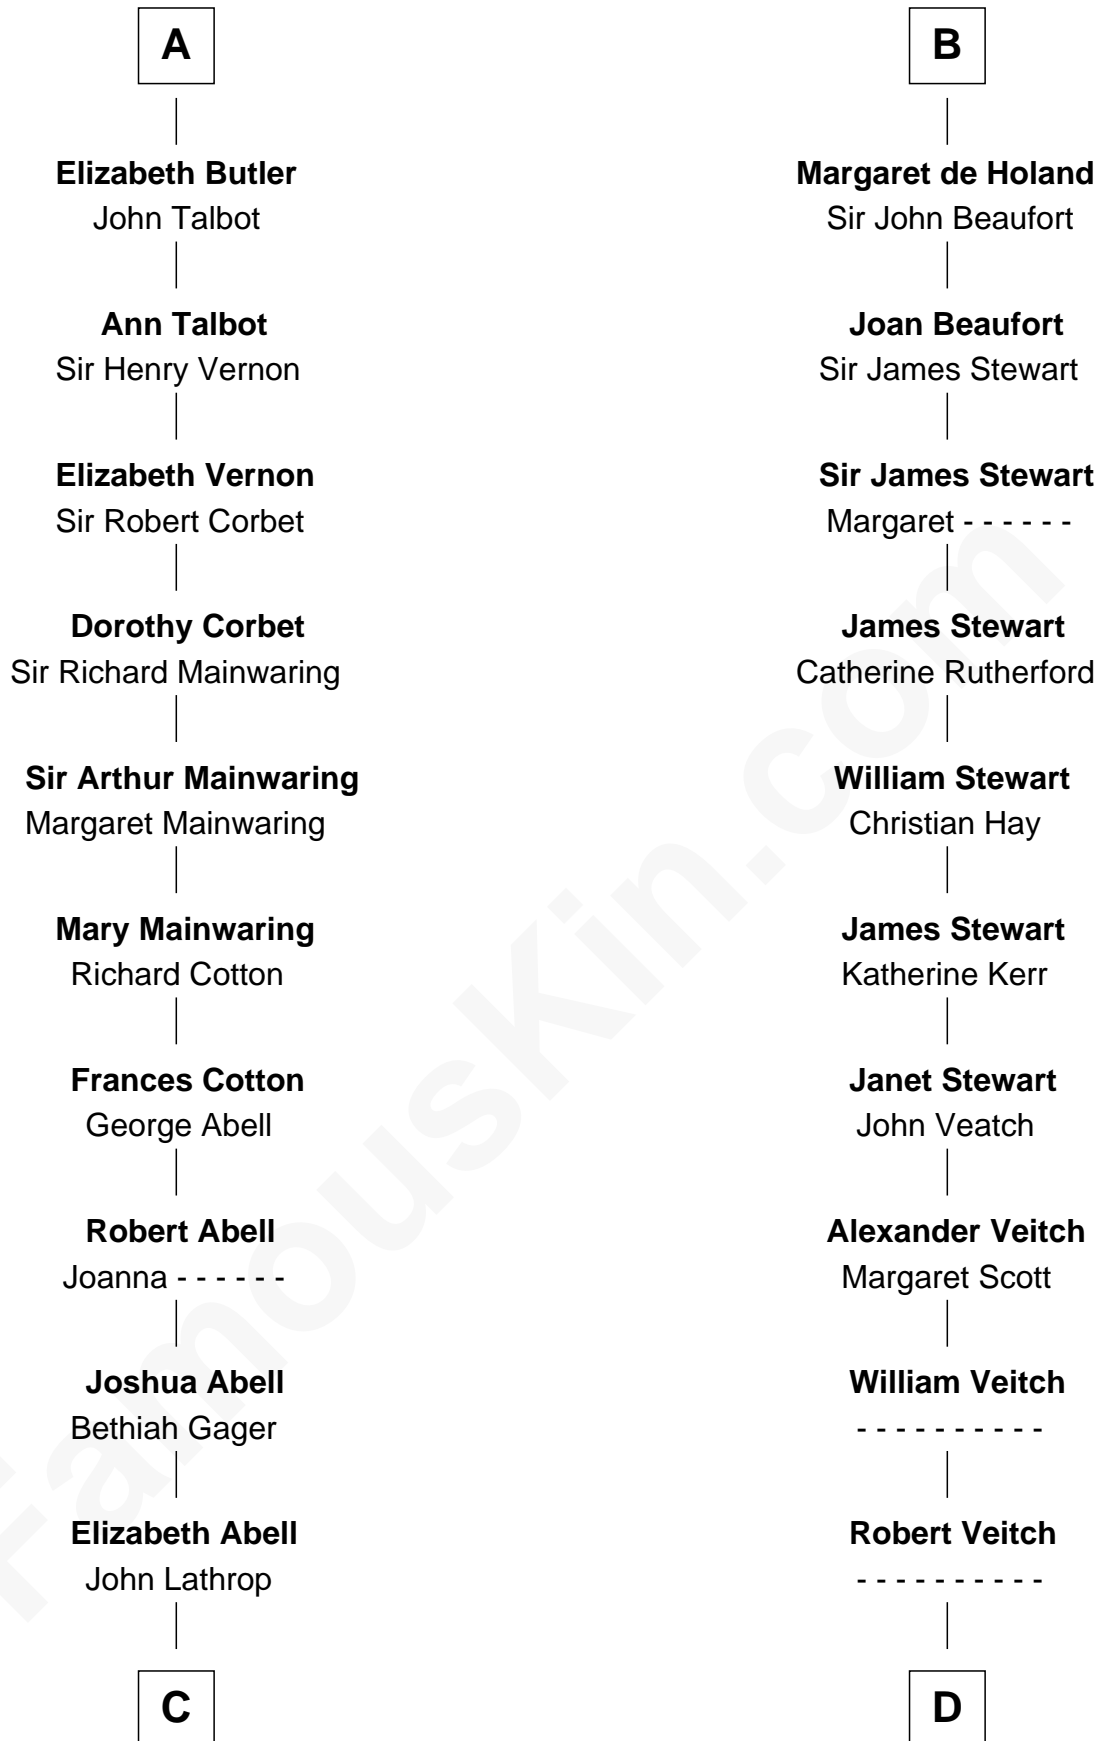 A
Elizabeth Butler
John Talbot
Ann Talbot
Sir Henry Vernon
Elizabeth Vernon
Sir Robert Corbet
Dorothy Corbet
Sir Richard Mainwaring
Sir Arthur Mainwaring
Margaret Mainwaring
Mary Mainwaring
Richard Cotton
Frances Cotton
George Abell
Robert Abell
Joanna - - - - - -
Joshua Abell
Bethiah Gager
Elizabeth Abell
John Lathrop
C
B
Margaret de Holand
Sir John Beaufort
Joan Beaufort
Sir James Stewart
Sir James Stewart
Margaret - - - - - -
James Stewart
Catherine Rutherford
William Stewart
Christian Hay
James Stewart
Katherine Kerr
Janet Stewart
John Veatch
Alexander Veitch
Margaret Scott
William Veitch
- - - - - - - - - -
Robert Veitch
- - - - - - - - - -
D
FamousKin.com